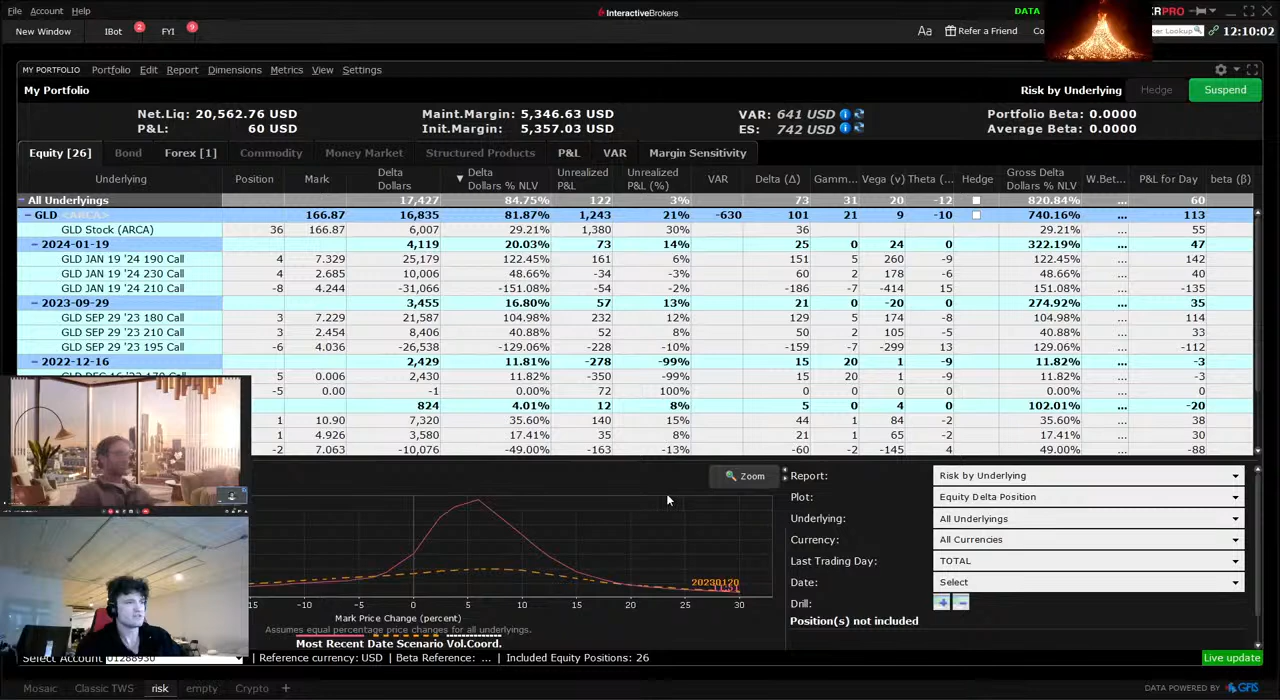 File Account Help
InteractiveBrokers
DATA
KRPRO
New Window IBot 2 FYI 9
Aa Refer a Friend Co
ker Lookup 12:10:02
MY PORTFOLIO Portfolio Edit Report Dimensions Metrics View Settings
My Portfolio
Risk by Underlying Hedge Suspend
Net.Liq: 20,562.76 USD Maint.Margin: 5,346.63 USD VAR: 641 USD Portfolio Beta: 0.0000
P&L: 60 USD Init.Margin: 5,357.03 USD ES: 742 USD Average Beta: 0.0000
Equity [26] Bond Forex [1] Commodity Money Market Structured Products P&L VAR Margin Sensitivity
Underlying Position Mark Delta Dollars Delta Dollars % NLV Unrealized P&L Unrealized P&L (%) VAR Delta (Δ) Gamm... Vega (v) Theta (... Hedge Gross Delta Dollars % NLV W.Bet... P&L for Day beta (β)
All Underlyings 17,427 84.75% 122 3% 73 31 20 -12 820.84% ... 60
GLD <ARCA> 166.87 16,835 81.87% 1,243 21% -630 101 21 9 -10 740.16% ... 113
GLD Stock (ARCA) 36 166.87 6,007 29.21% 1,380 30% 36 29.21% ... 55
2024-01-19 4,119 20.03% 73 14% 25 0 24 0 322.19% ... 47
GLD JAN 19 '24 190 Call 4 7.329 25,179 122.45% 161 6% 151 5 260 -9 122.45% ... 142
GLD JAN 19 '24 230 Call 4 2.685 10,006 48.66% -34 -3% 60 2 178 -6 48.66% ... 40
GLD JAN 19 '24 210 Call -8 4.244 -31,066 -151.08% -54 -2% -186 -7 -414 15 151.08% ... -135
2023-09-29 3,455 16.80% 57 13% 21 0 -20 0 274.92% ... 35
GLD SEP 29 '23 180 Call 3 7.229 21,587 104.98% 232 12% 129 5 174 -8 104.98% ... 114
GLD SEP 29 '23 210 Call 3 2.454 8,406 40.88% 52 8% 50 2 105 -5 40.88% ... 33
GLD SEP 29 '23 195 Call -6 4.036 -26,538 -129.06% -228 -10% -159 -7 -299 13 129.06% ... -112
2022-12-16 2,429 11.81% -278 -99% 15 20 1 -9 11.82% ... -3
GLD DEC 16 '22 170 Call 5 0.006 2,430 11.82% -350 -99% 15 20 1 -9 11.82% ... -3
-5 0.00 -1 0.00% 72 100% 0 0 0 0 0.00% ... 0
824 4.01% 12 8% 5 0 4 0 102.01% ... -20
1 10.90 7,320 35.60% 140 15% 44 1 84 -2 35.60% ... 38
1 4.926 3,580 17.41% 35 8% 21 1 65 -2 17.41% ... 30
-2 7.063 -10,076 -49.00% -163 -13% -60 -2 -145 4 49.00% ... -88
Zoom
Report: Risk by Underlying
Plot: Equity Delta Position
Underlying: All Underlyings
Currency: All Currencies
Last Trading Day: TOTAL
Date: Select
Drill:
Position(s) not included
20230120
15 -10 -5 0 5 10 15 20 25 30
Mark Price Change (percent)
Assumes equal percentage price changes for all underlyings.
Most Recent Date Scenario Vol.Coord.
Select Account 01288930 Reference currency: USD | Beta Reference: ... | Included Equity Positions: 26
Live update
Mosaic Classic TWS risk empty Crypto +
DATA POWERED BY GFIS